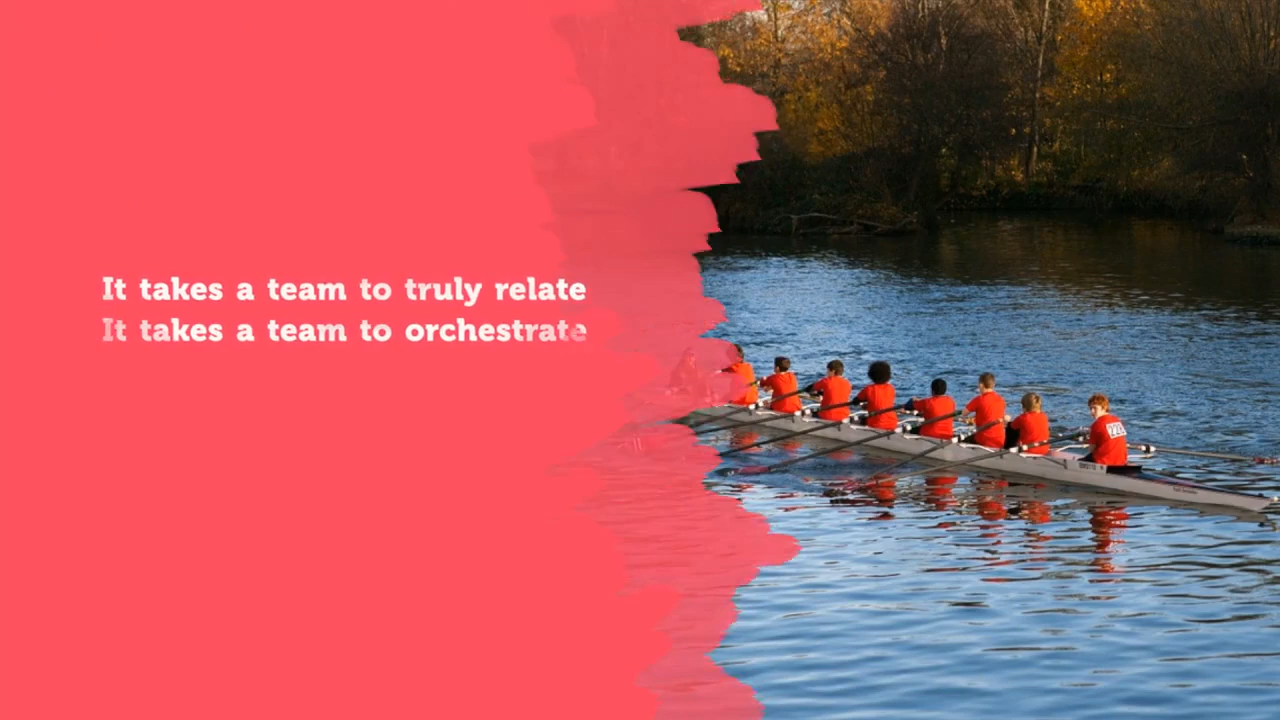 It takes a team to truly relate
It takes a team to orchestrate